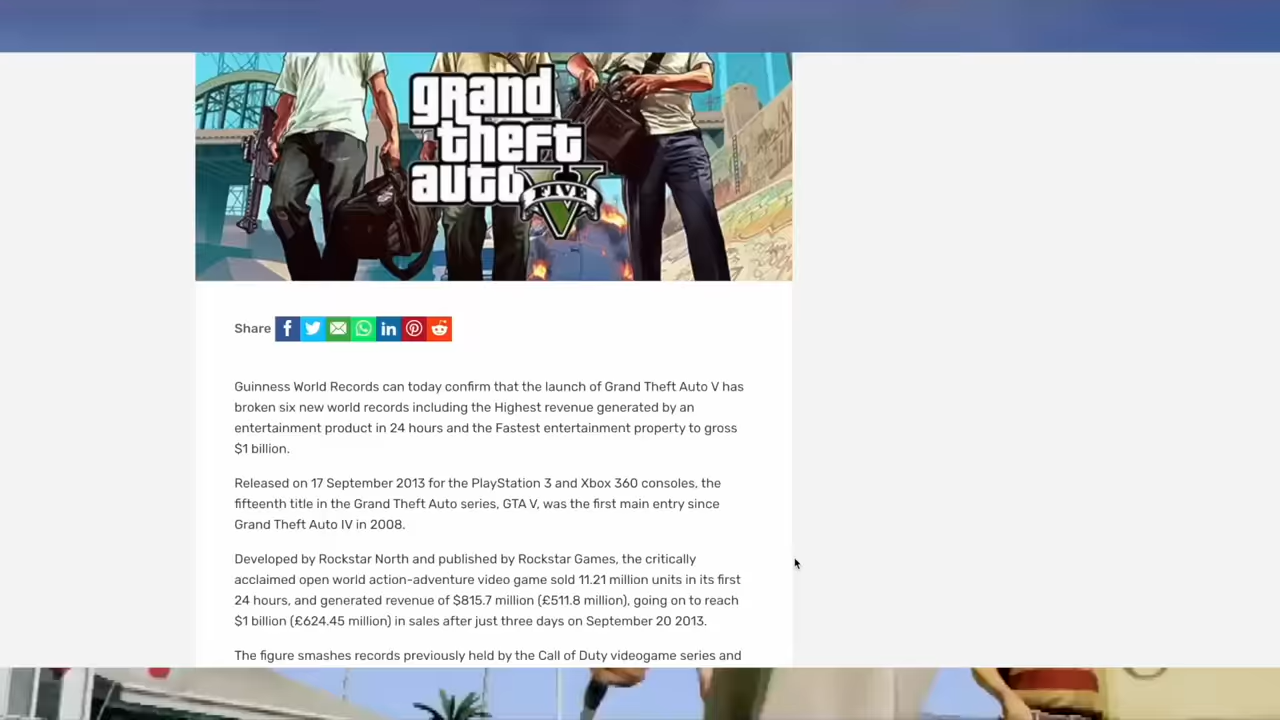 grand
theft
auto
FIVE
Share
Guinness World Records can today confirm that the launch of Grand Theft Auto V has
broken six new world records including the Highest revenue generated by an
entertainment product in 24 hours and the Fastest entertainment property to gross
$1 billion.
Released on 17 September 2013 for the PlayStation 3 and Xbox 360 consoles, the
fifteenth title in the Grand Theft Auto series, GTA V, was the first main entry since
Grand Theft Auto IV in 2008.
Developed by Rockstar North and published by Rockstar Games, the critically
acclaimed open world action-adventure video game sold 11.21 million units in its first
24 hours, and generated revenue of $815.7 million (£511.8 million), going on to reach
$1 billion (£624.45 million) in sales after just three days on September 20 2013.
The figure smashes records previously held by the Call of Duty videogame series and